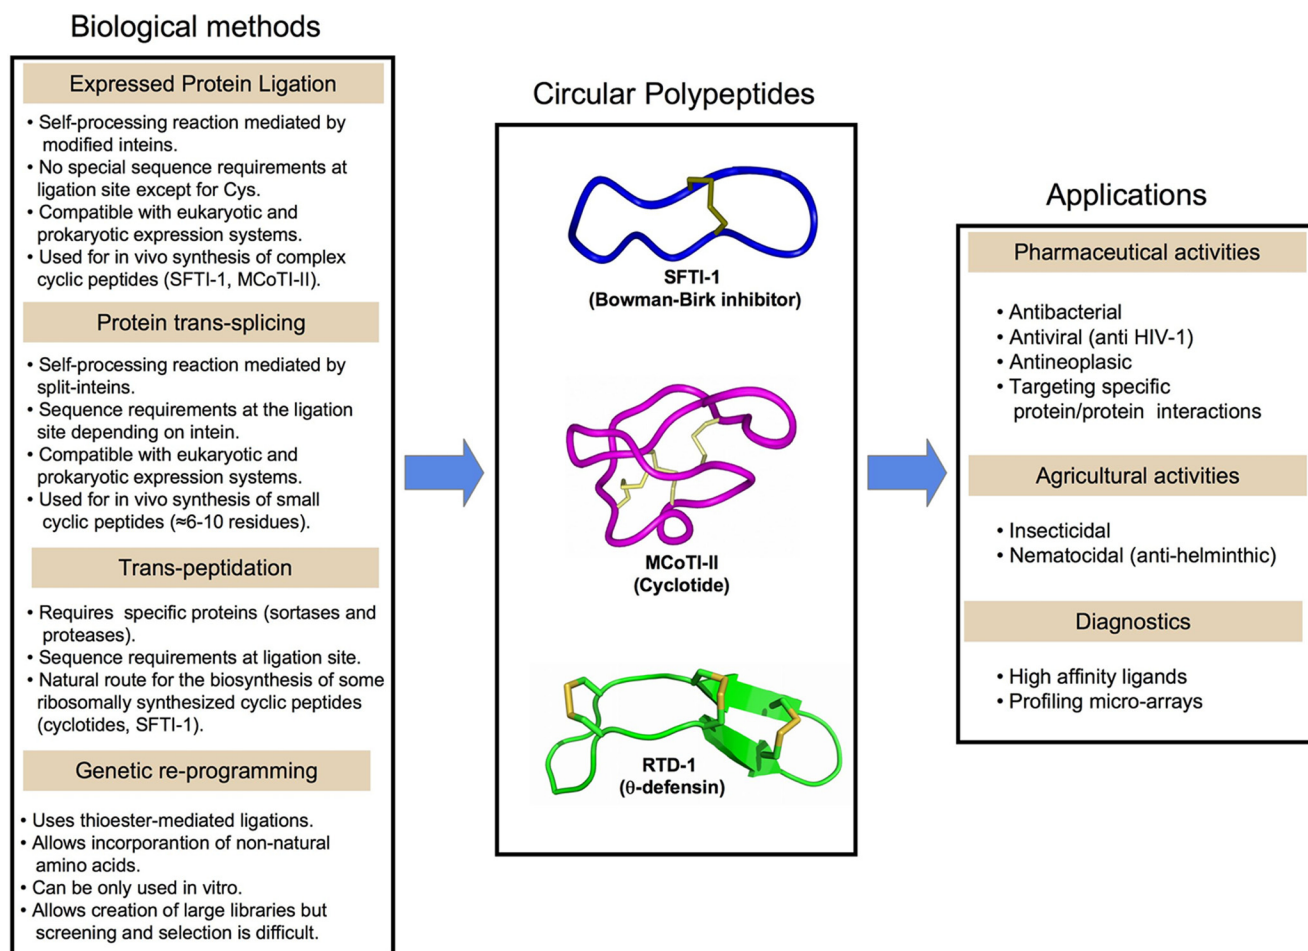 Biological methods
Expressed Protein Ligation
• Self-processing reaction mediated by
modified inteins.
• No special sequence requirements at
ligation site except for Cys.
• Compatible with eukaryotic and
prokaryotic expression systems.
• Used for in vivo synthesis of complex
cyclic peptides (SFTI-1, MCoTI-II).
Protein trans-splicing
• Self-processing reaction mediated by
split-inteins.
• Sequence requirements at the ligation
site depending on intein.
• Compatible with eukaryotic and
prokaryotic expression systems.
• Used for in vivo synthesis of small
cyclic peptides (≈6-10 residues).
Trans-peptidation
• Requires specific proteins (sortases and
proteases).
• Sequence requirements at ligation site.
• Natural route for the biosynthesis of some
ribosomally synthesized cyclic peptides
(cyclotides, SFTI-1).
Genetic re-programming
• Uses thioester-mediated ligations.
• Allows incorporantion of non-natural
amino acids.
• Can be only used in vitro.
• Allows creation of large libraries but
screening and selection is difficult.
Circular Polypeptides
SFTI-1
(Bowman-Birk inhibitor)
MCoTI-II
(Cyclotide)
RTD-1
(θ-defensin)
Applications
Pharmaceutical activities
• Antibacterial
• Antiviral (anti HIV-1)
• Antineoplasic
• Targeting specific
protein/protein interactions
Agricultural activities
• Insecticidal
• Nematocidal (anti-helminthic)
Diagnostics
• High affinity ligands
• Profiling micro-arrays